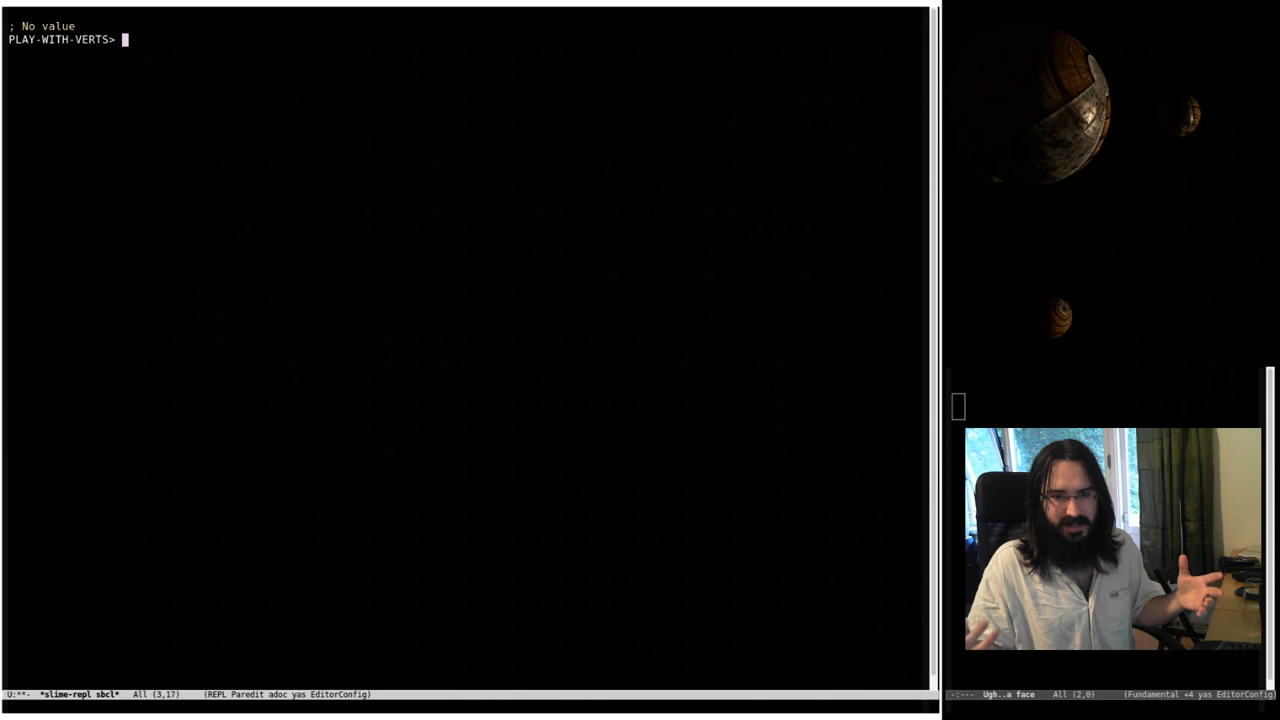 ; No value
PLAY-WITH-VERTS>
U:**-  *slime-repl sbcl*   All (3,17)     (REPL Paredit adoc yas EditorConfig)
-:---  Ugh..a face    All (2,0)      (Fundamental +4 yas EditorConfig)